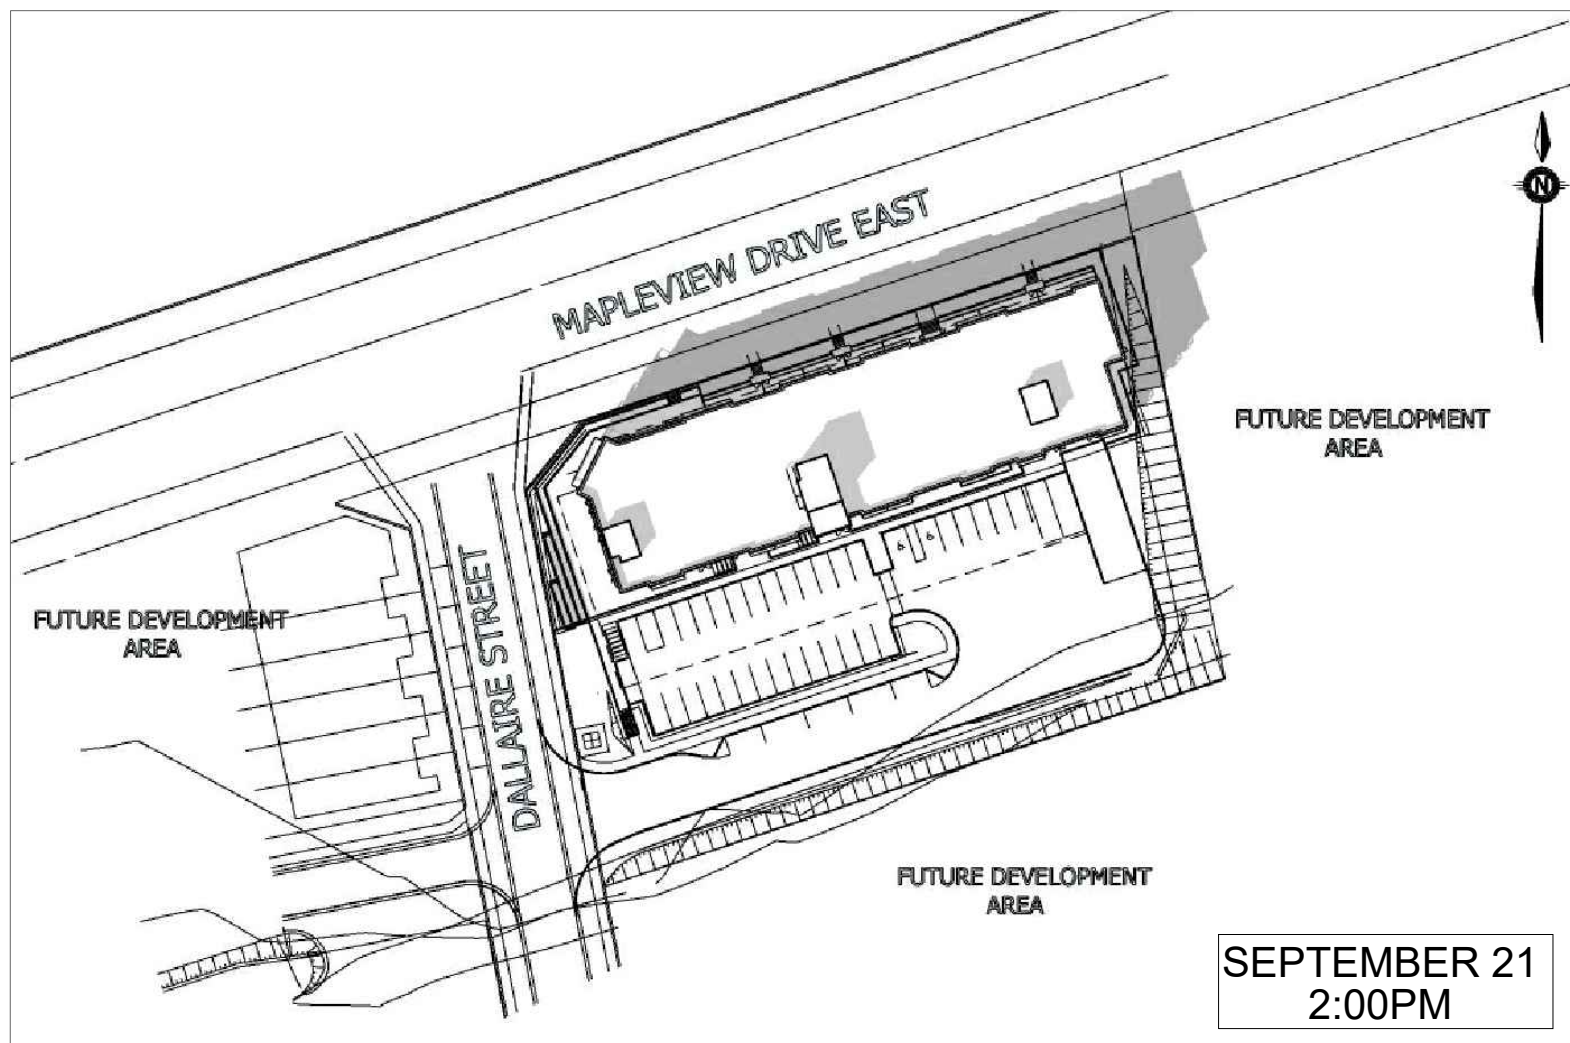 MAPLEVIEW DRIVE EAST
N
FUTURE DEVELOPMENT
AREA
FUTURE DEVELOPMENT
AREA
DALLAIRE STREET
FUTURE DEVELOPMENT
AREA
SEPTEMBER 21
2:00PM